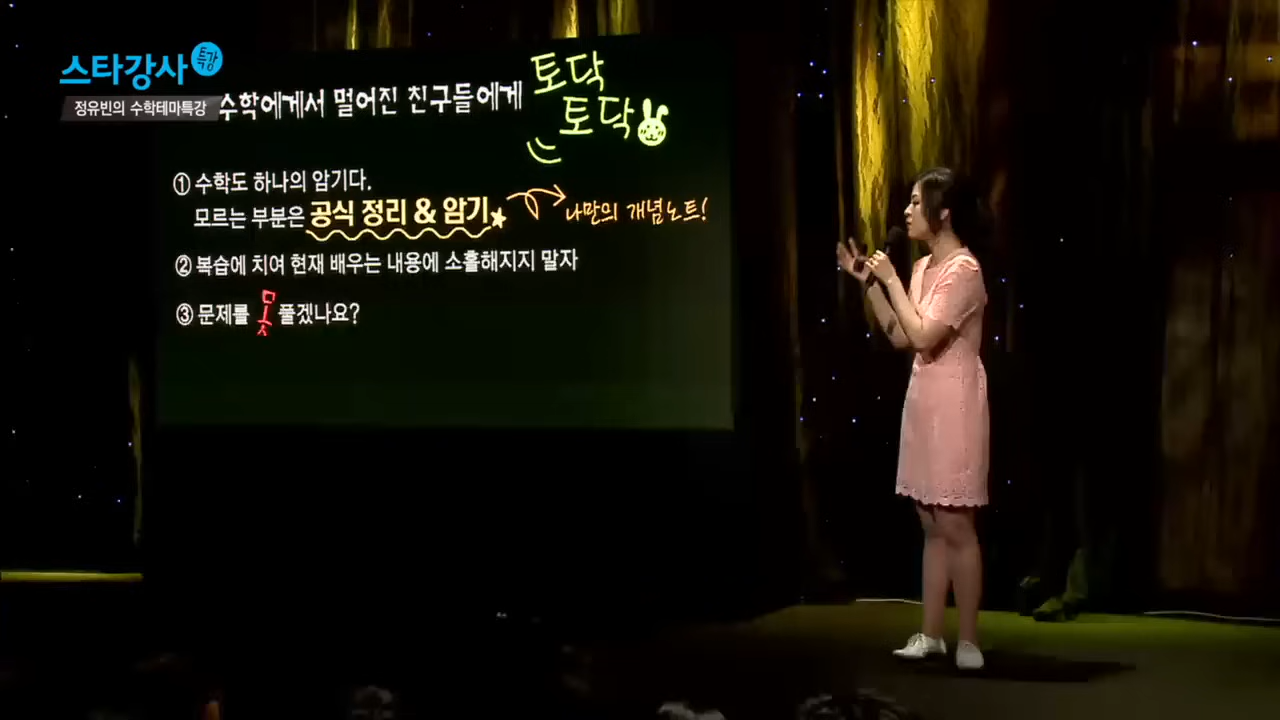 스타강사 특강
정유빈의 수학테마특강
수학에게서 멀어진 친구들에게 토닥
토닥
① 수학도 하나의 암기다.
모르는 부분은 공식 정리 & 암기★ 나만의 개념노트!
② 복습에 치여 현재 배우는 내용에 소홀해지지 말자
③ 문제를 못 풀겠나요?